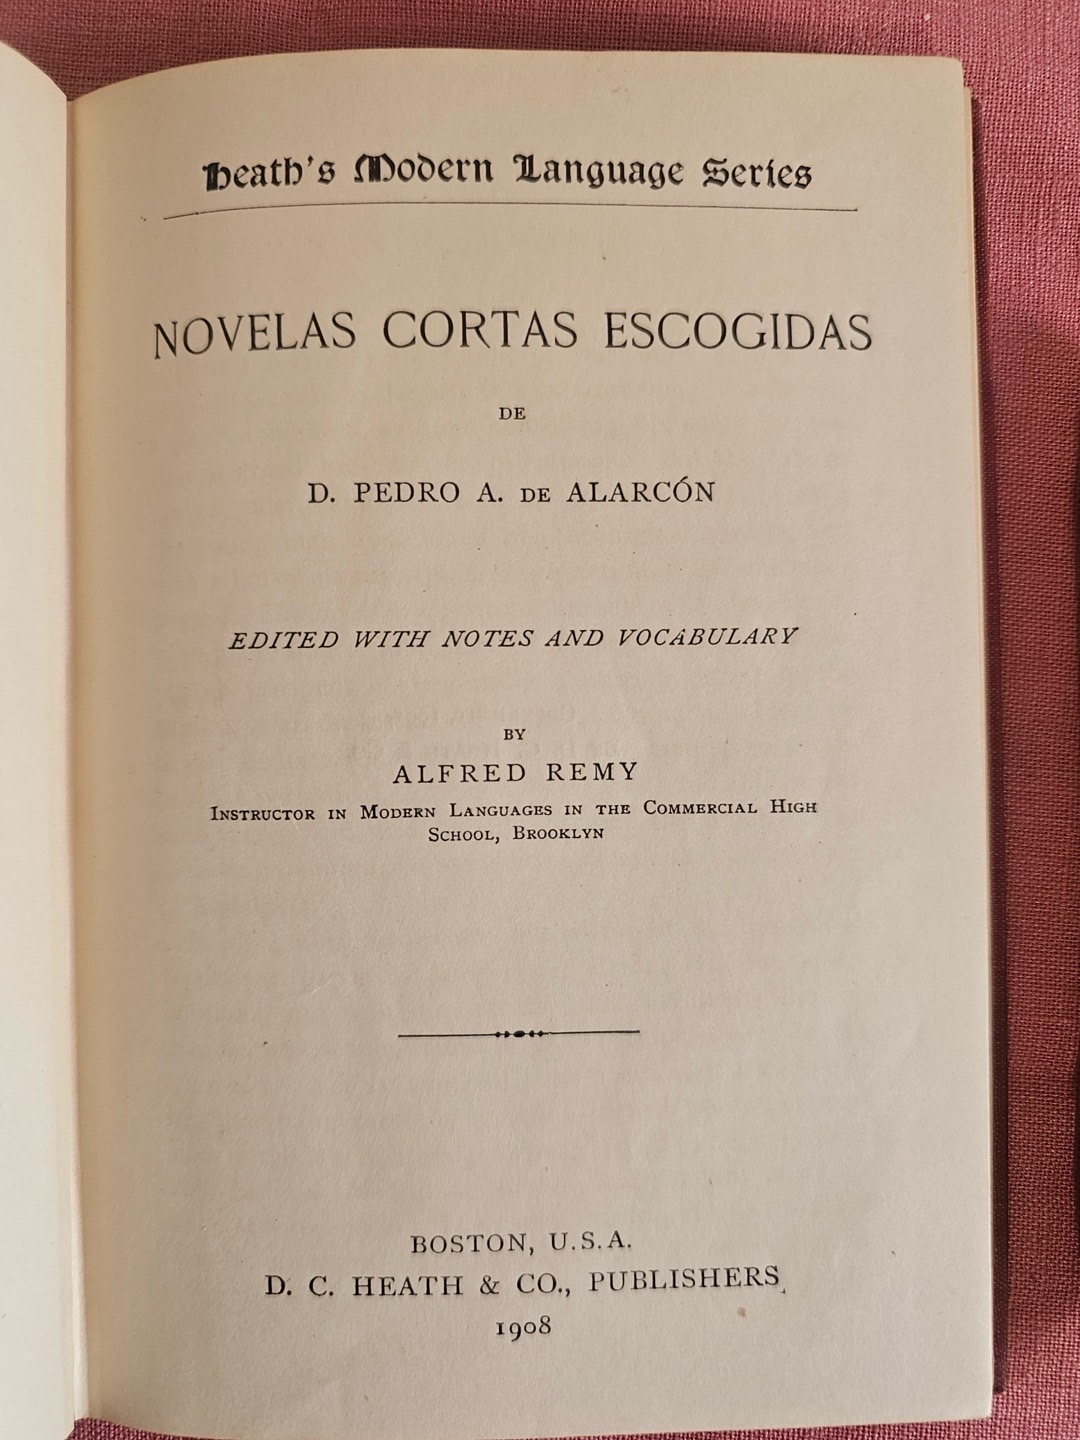 Heath's Modern Language Series
NOVELAS CORTAS ESCOGIDAS
DE
D. PEDRO A. DE ALARCÓN
EDITED WITH NOTES AND VOCABULARY
BY
ALFRED REMY
INSTRUCTOR IN MODERN LANGUAGES IN THE COMMERCIAL HIGH
SCHOOL, BROOKLYN
BOSTON, U.S.A.
D. C. HEATH & CO., PUBLISHERS
1908